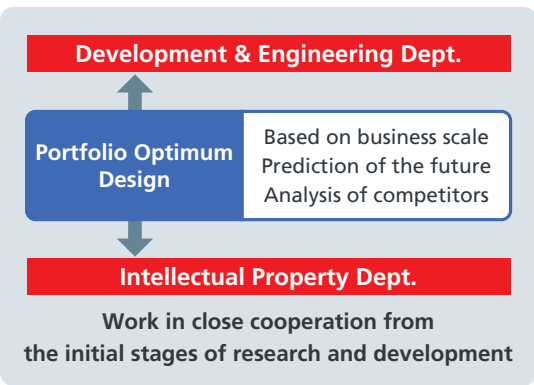 Development & Engineering Dept.
Portfolio Optimum
Design
Based on business scale
Prediction of the future
Analysis of competitors
Intellectual Property Dept.
Work in close cooperation from
the initial stages of research and development